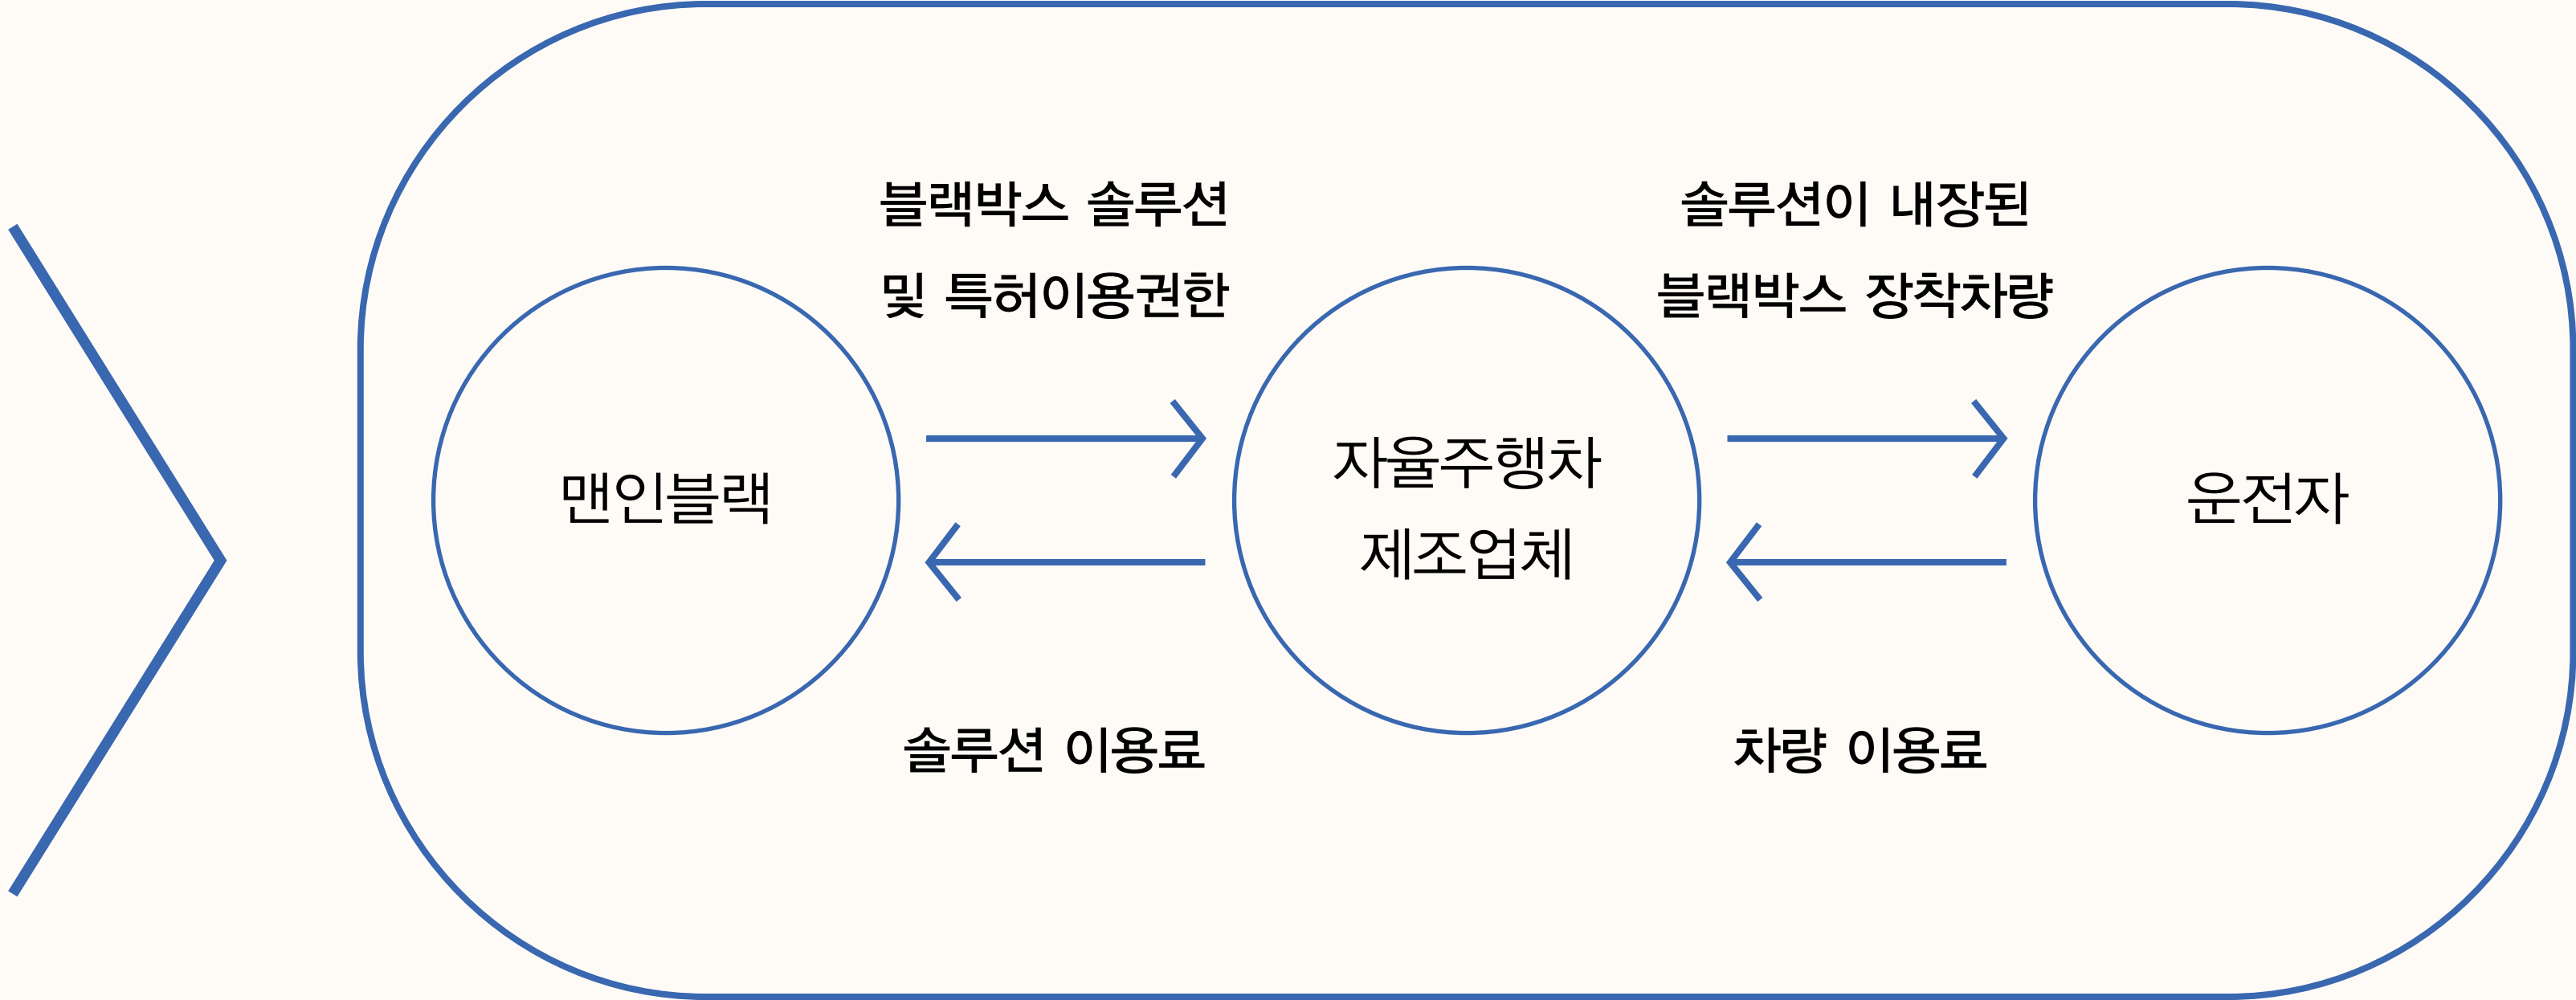 블랙박스 솔루션
및 특허이용권한
솔루션이 내장된
블랙박스 장착차량
맨인블랙
자율주행차
제조업체
운전자
솔루션 이용료
차량 이용료